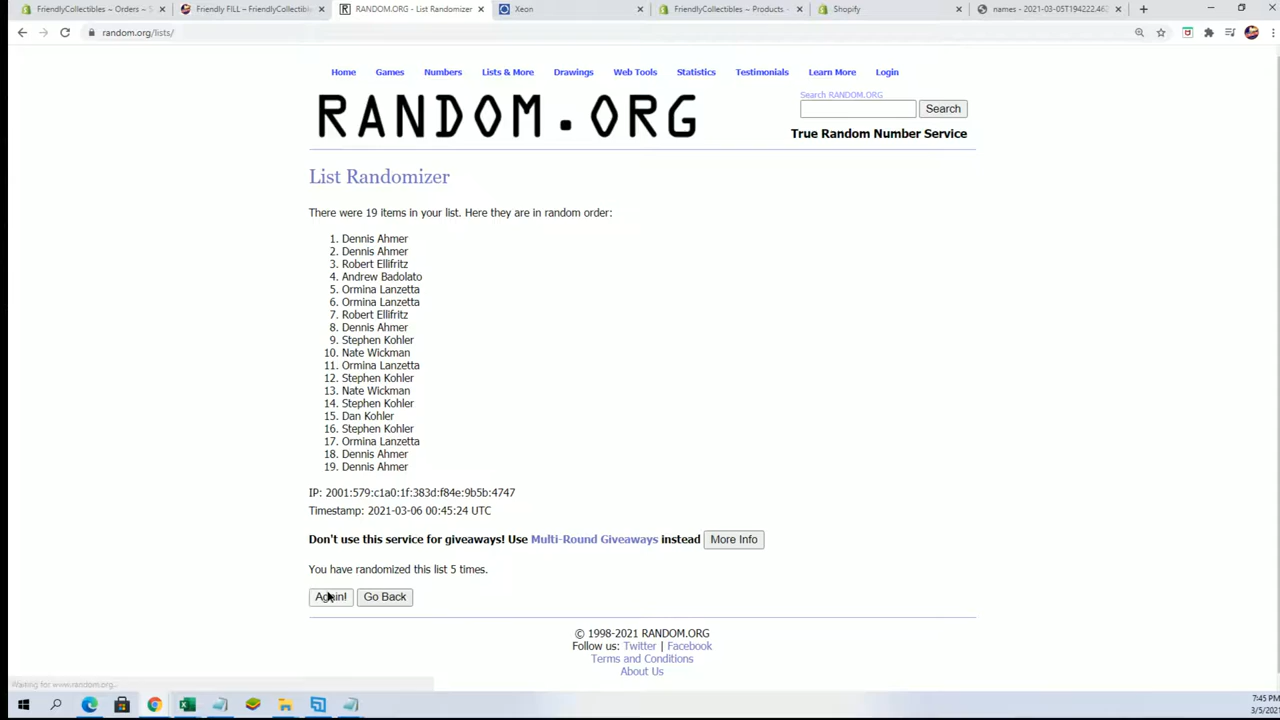 FriendlyCollectibles ~ Orders ~ S
Friendly FILL – FriendlyCollectible
RANDOM.ORG - List Randomizer
Xeon
FriendlyCollectibles ~ Products ~
Shopify
names - 2021-03-05T194222.46
random.org/lists/
Home Games Numbers Lists & More Drawings Web Tools Statistics Testimonials Learn More Login
RANDOM.ORG
Search RANDOM.ORG
Search
True Random Number Service
List Randomizer
There were 19 items in your list. Here they are in random order:
1. Dennis Ahmer
2. Dennis Ahmer
3. Robert Ellifritz
4. Andrew Badolato
5. Ormina Lanzetta
6. Ormina Lanzetta
7. Robert Ellifritz
8. Dennis Ahmer
9. Stephen Kohler
10. Nate Wickman
11. Ormina Lanzetta
12. Stephen Kohler
13. Nate Wickman
14. Stephen Kohler
15. Dan Kohler
16. Stephen Kohler
17. Ormina Lanzetta
18. Dennis Ahmer
19. Dennis Ahmer
IP: 2001:579:c1a0:1f:383d:f84e:9b5b:4747
Timestamp: 2021-03-06 00:45:24 UTC
Don't use this service for giveaways! Use Multi-Round Giveaways instead More Info
You have randomized this list 5 times.
Again! Go Back
© 1998-2021 RANDOM.ORG
Follow us: Twitter | Facebook
Terms and Conditions
About Us
Waiting for www.random.org...
7:45 PM
3/5/2021